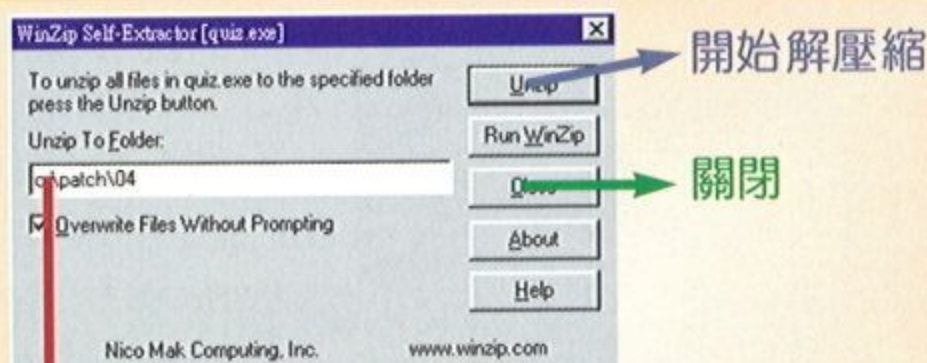 WinZip Self-Extractor [quiz.exe]
To unzip all files in quiz.exe to the specified folder
press the Unzip button.
Unzip To Folder:
c:\patch\04
Overwrite Files Without Prompting
Unzip
Run WinZip
Close
About
Help
Nico Mak Computing, Inc.
www.winzip.com
開始解壓縮
關閉